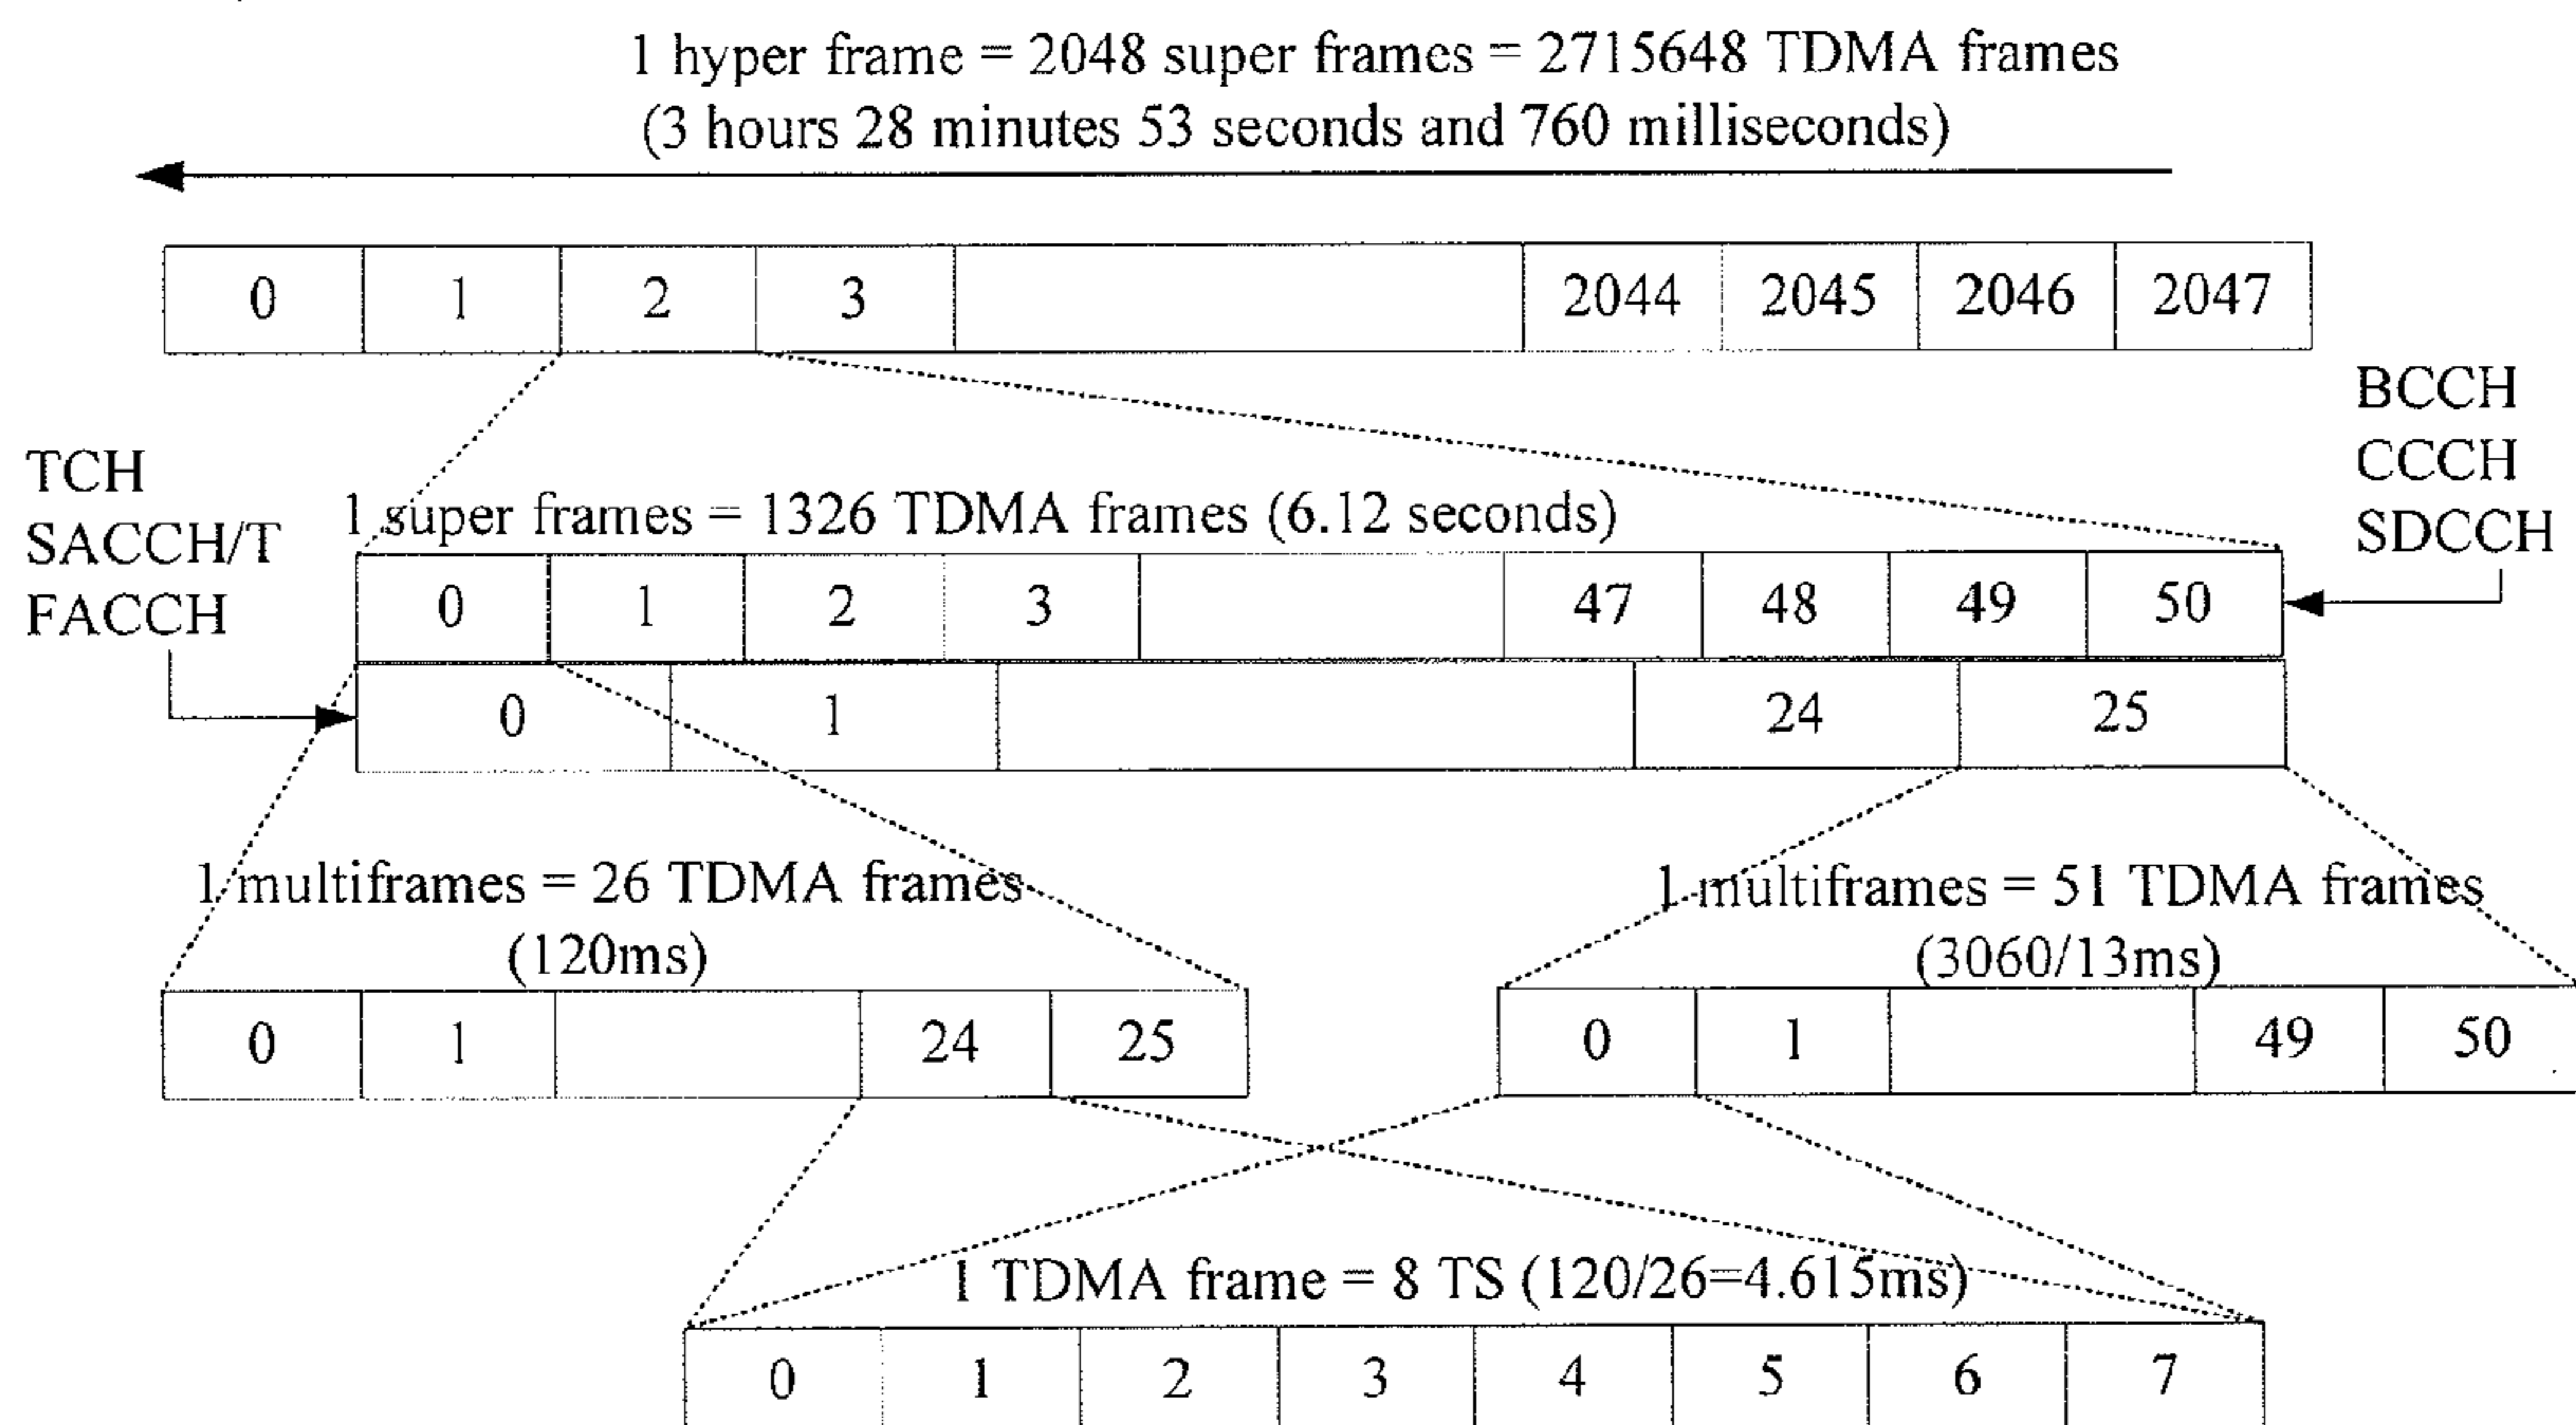 1 hyper frame = 2048 super frames = 2715648 TDMA frames
(3 hours 28 minutes 53 seconds and 760 milliseconds)
0 1 2 3 2044 2045 2046 2047
BCCH
CCCH
SDCCH
TCH
SACCH/T
FACCH
1 super frames = 1326 TDMA frames (6.12 seconds)
0 1 2 3 47 48 49 50
0 1 24 25
1 multiframes = 26 TDMA frames
(120ms)
1 multiframes = 51 TDMA frames
(3060/13ms)
0 1 24 25
0 1 49 50
1 TDMA frame = 8 TS (120/26=4.615ms)
0 1 2 3 4 5 6 7